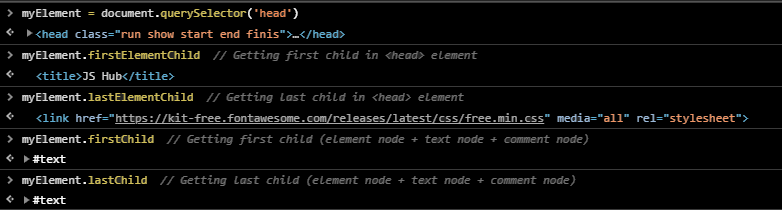 myElement = document.querySelector('head')
<head class="run show start end finis">…</head>
myElement.firstElementChild // Getting first child in <head> element
<title>JS Hub</title>
myElement.lastElementChild // Getting last child in <head> element
<link href="https://kit-free.fontawesome.com/releases/latest/css/free.min.css" media="all" rel="stylesheet">
myElement.firstChild // Getting first child (element node + text node + comment node)
#text
myElement.lastChild // Getting last child (element node + text node + comment node)
#text